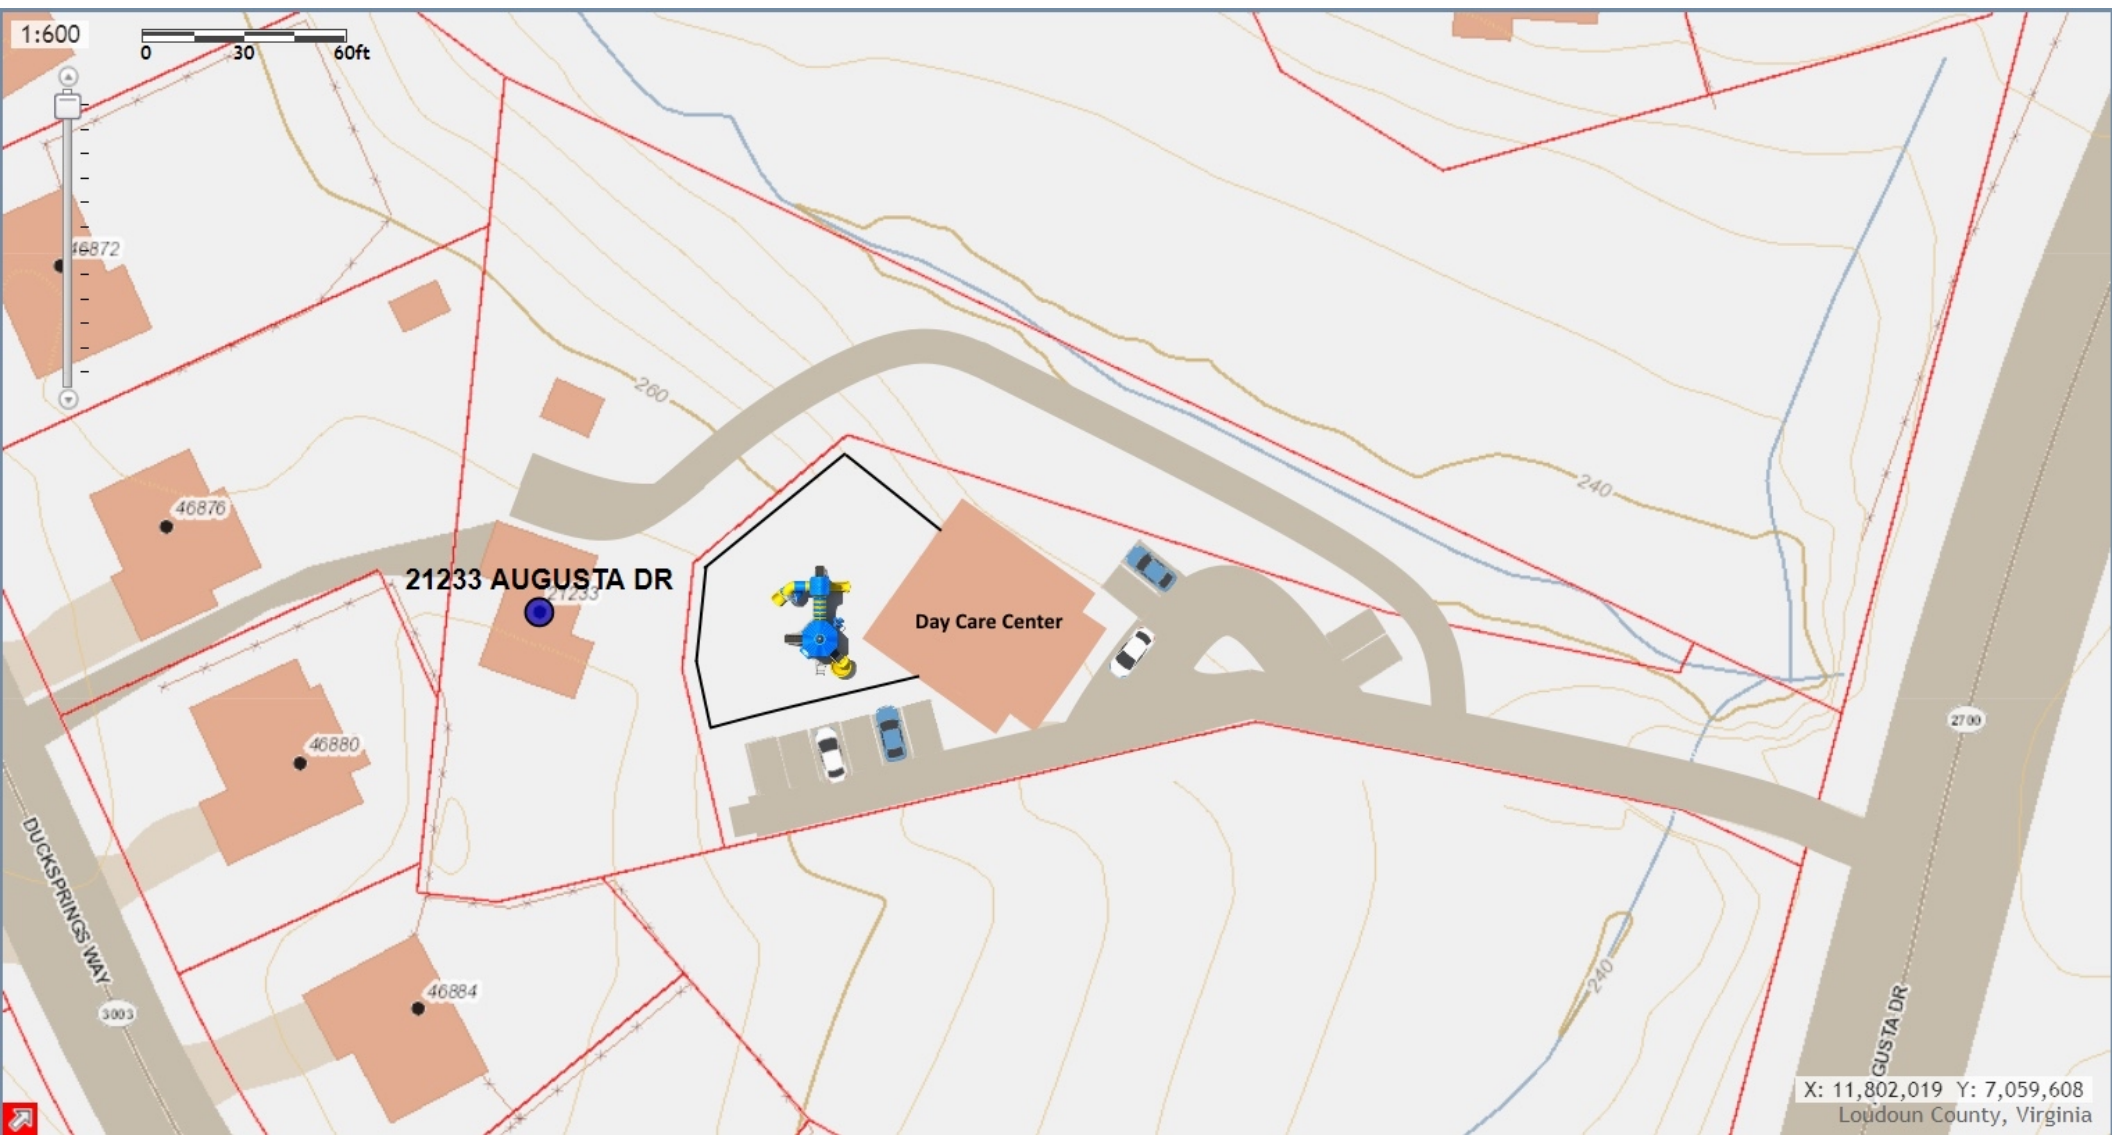 1:600
0 30 60ft
46872
260
240
46876
21233 AUGUSTA DR
21233
Day Care Center
46880
2700
DUCKSPRINGS WAY
240
46884
3003
GUSTA DR
X: 11,802,019 Y: 7,059,608
Loudoun County, Virginia